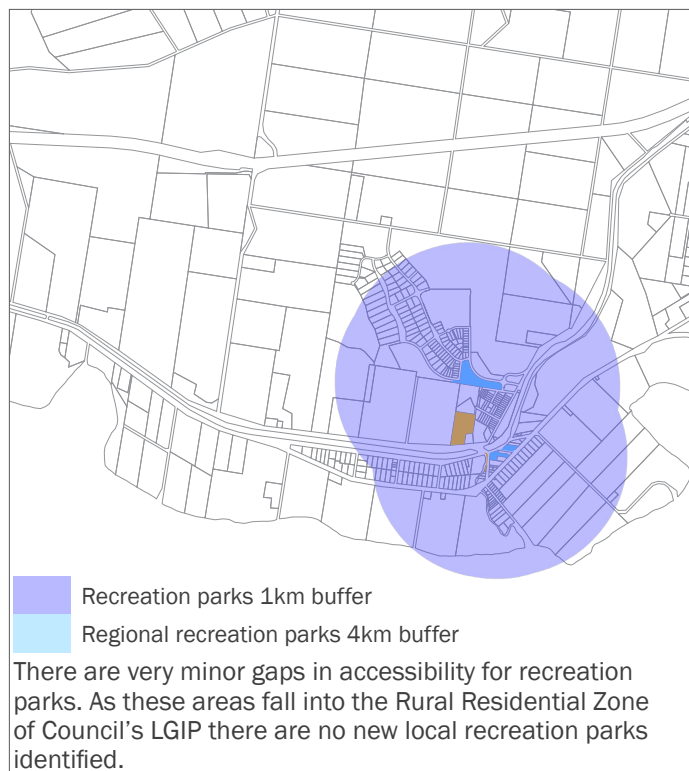 Recreation parks 1km buffer
Regional recreation parks 4km buffer
There are very minor gaps in accessibility for recreation
parks. As these areas fall into the Rural Residential Zone
of Council’s LGIP there are no new local recreation parks
identified.